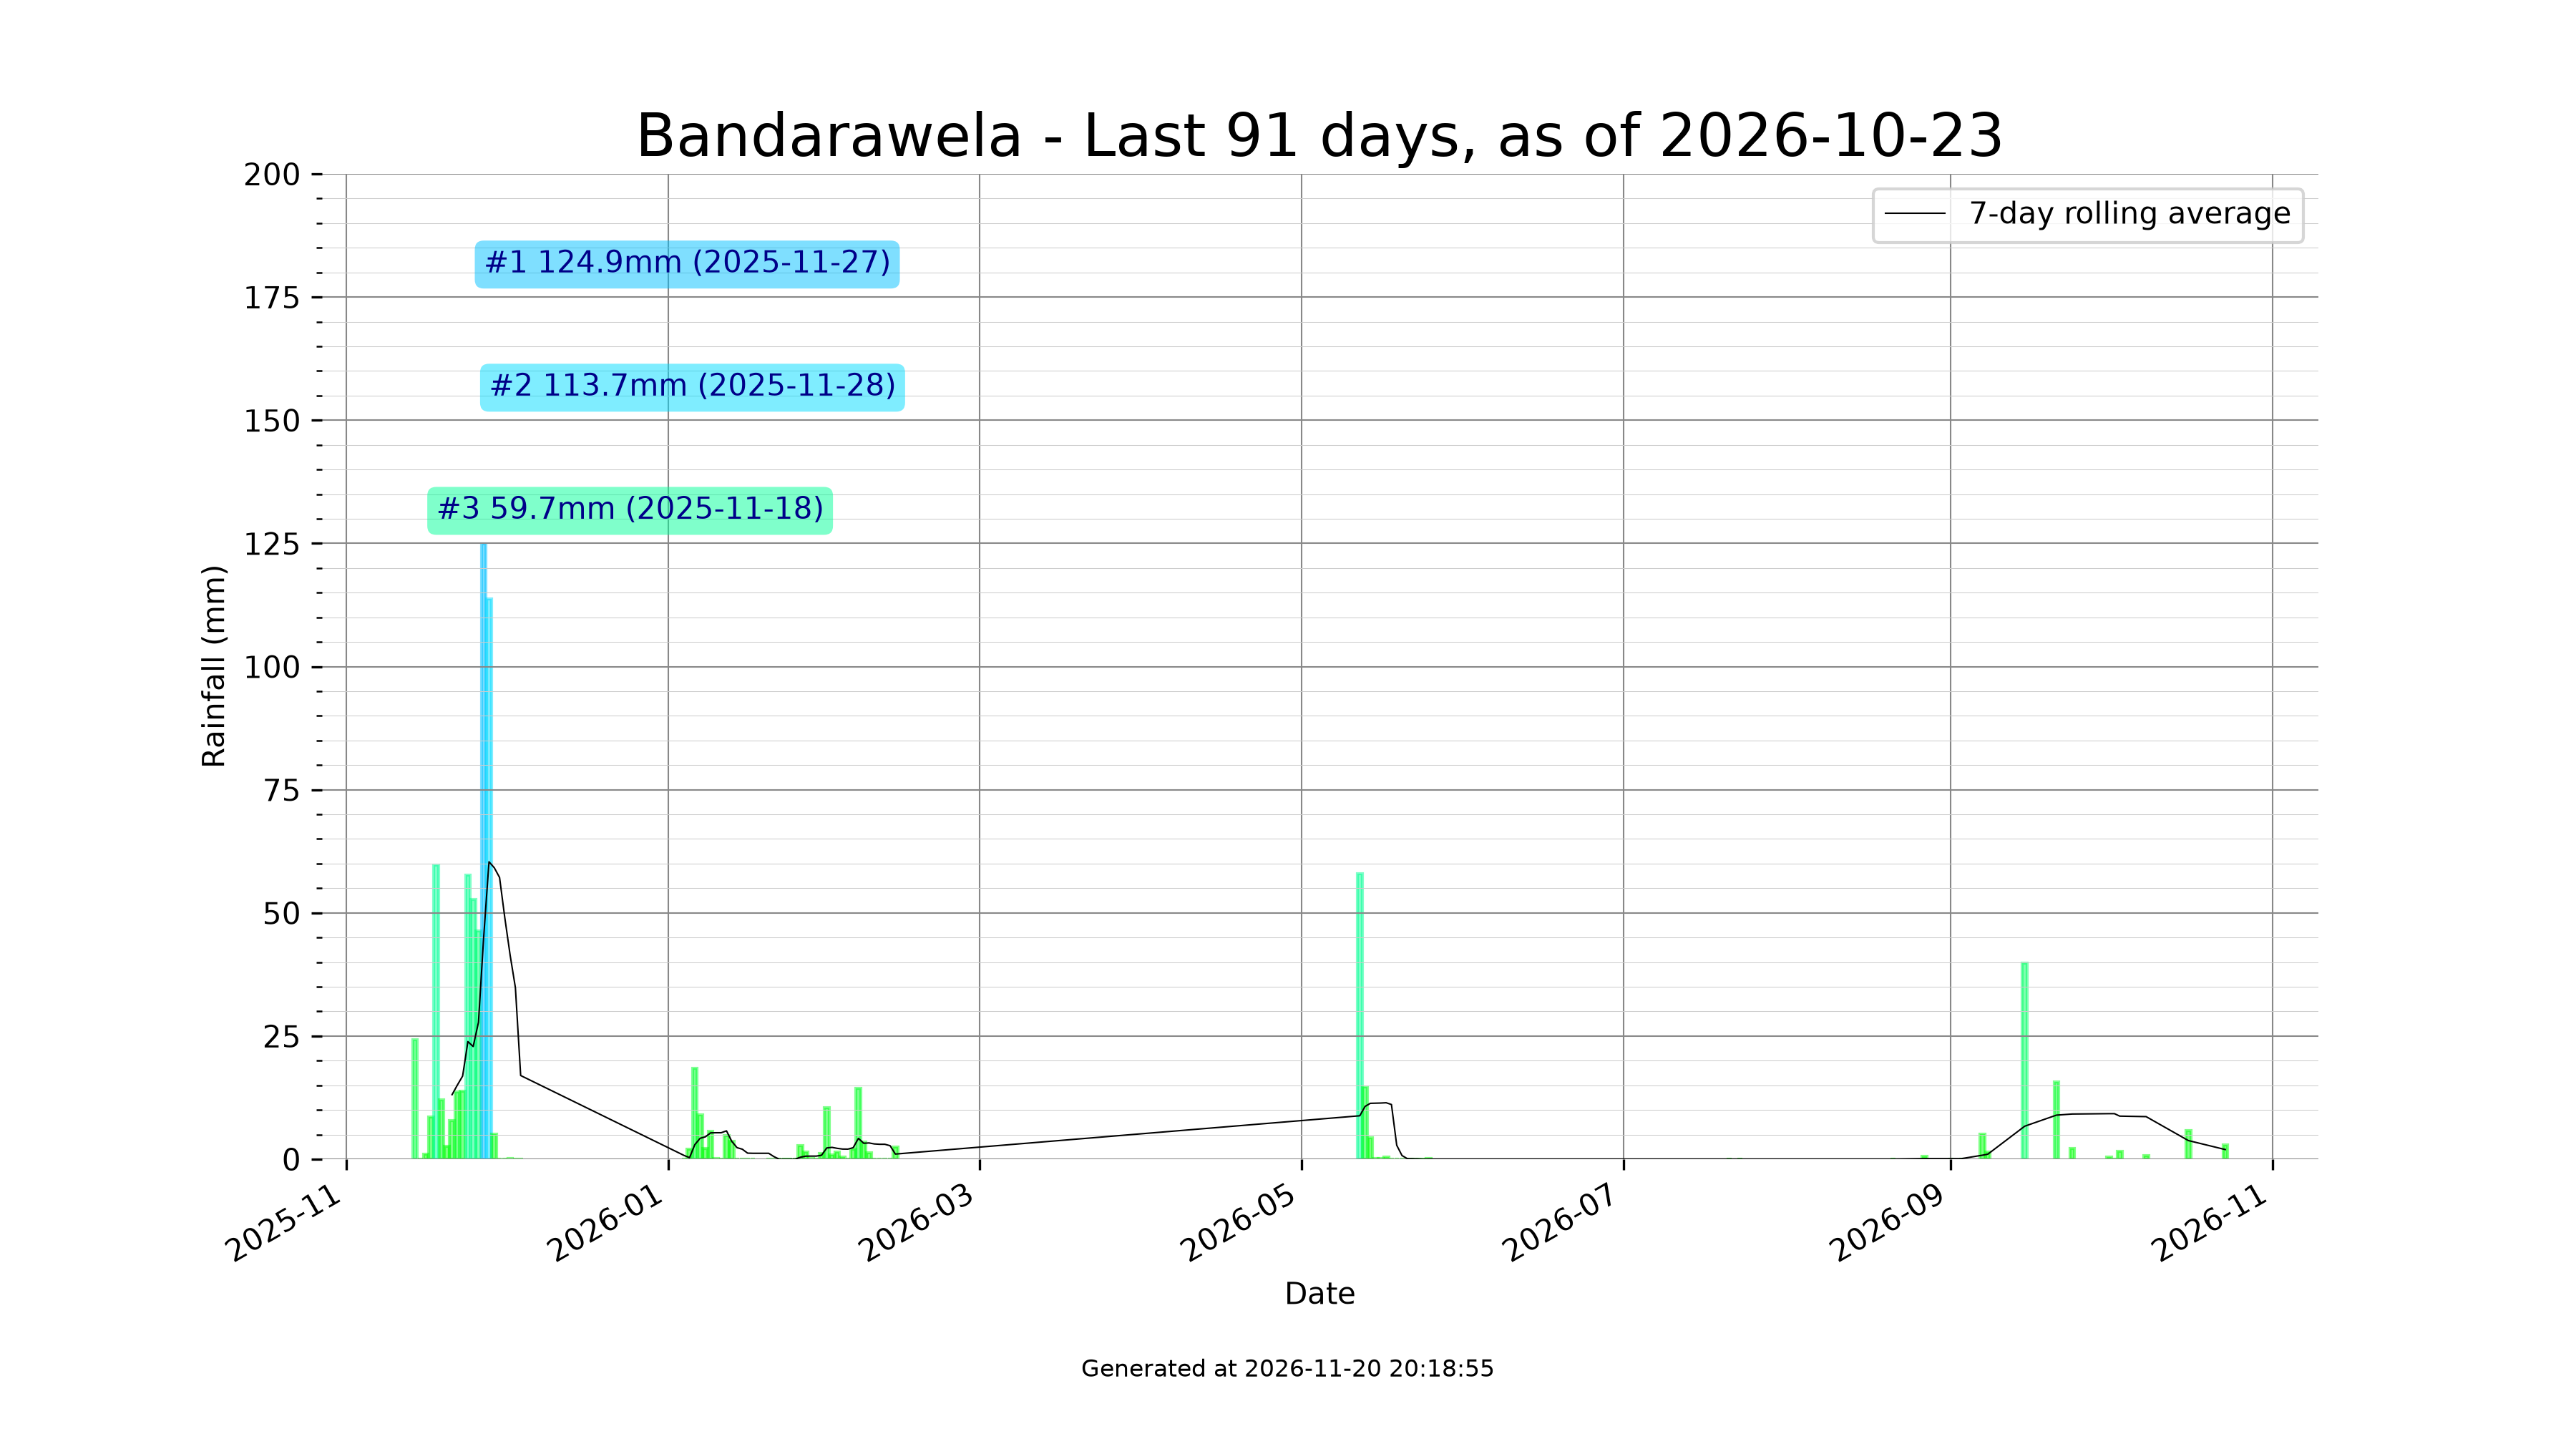 Bandarawela - Last 91 days, as of 2026-10-23
200
175
150
125
100
75
50
25
0
Rainfall (mm)
7-day rolling average
#1 124.9mm (2025-11-27)
#2 113.7mm (2025-11-28)
#3 59.7mm (2025-11-18)
2025-11
2026-01
2026-03
2026-05
2026-07
2026-09
2026-11
Date
Generated at 2026-11-20 20:18:55